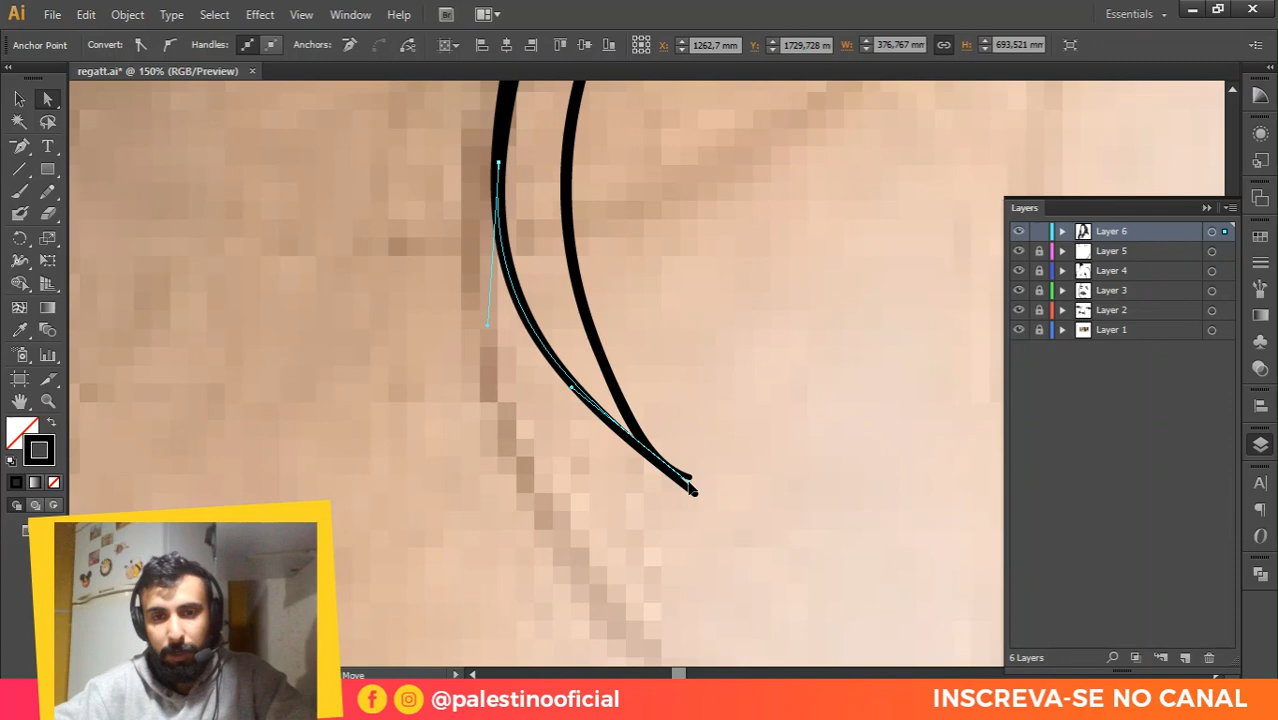 Ai File Edit Object Type Select Effect View Window Help Br Essentials
Anchor Point Convert: Handles: Anchors: X: 1262,7 mm Y: 1729,728 m W: 376,767 mm H: 693,521 mm
regatt.ai* @ 150% (RGB/Preview)
Layers
Layer 6
Layer 5
Layer 4
Layer 3
Layer 2
Layer 1
6 Layers
Move
@palestinooficial
INSCREVA-SE NO CANAL